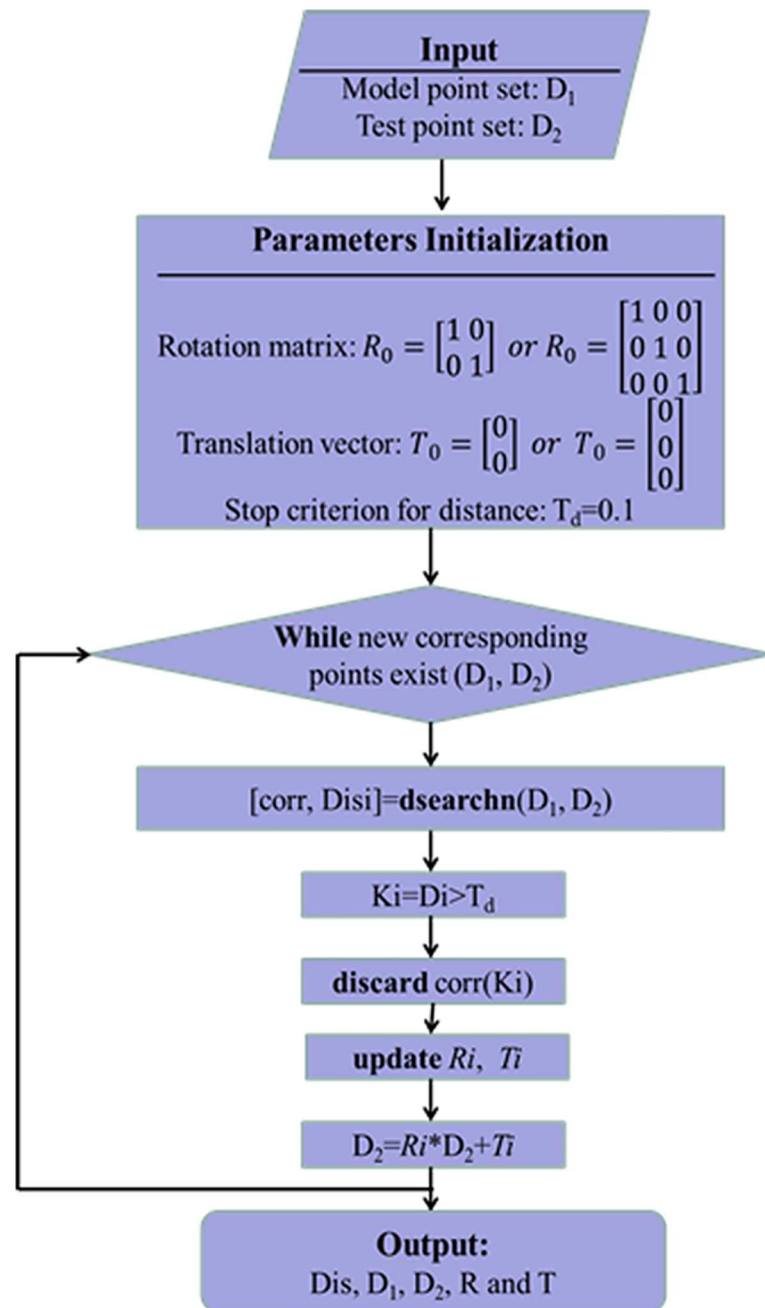 Input
Model point set: D₁
Test point set: D₂
Parameters Initialization
Rotation matrix: R₀ = [1 0; 0 1] or R₀ = [1 0 0; 0 1 0; 0 0 1]
Translation vector: T₀ = [0; 0] or T₀ = [0; 0; 0]
Stop criterion for distance: T_d=0.1
While new corresponding
points exist (D₁, D₂)
[corr, Disi]=dsearchn(D₁, D₂)
Ki=Di>T_d
discard corr(Ki)
update Ri, Ti
D₂=Ri*D₂+Ti
Output:
Dis, D₁, D₂, R and T